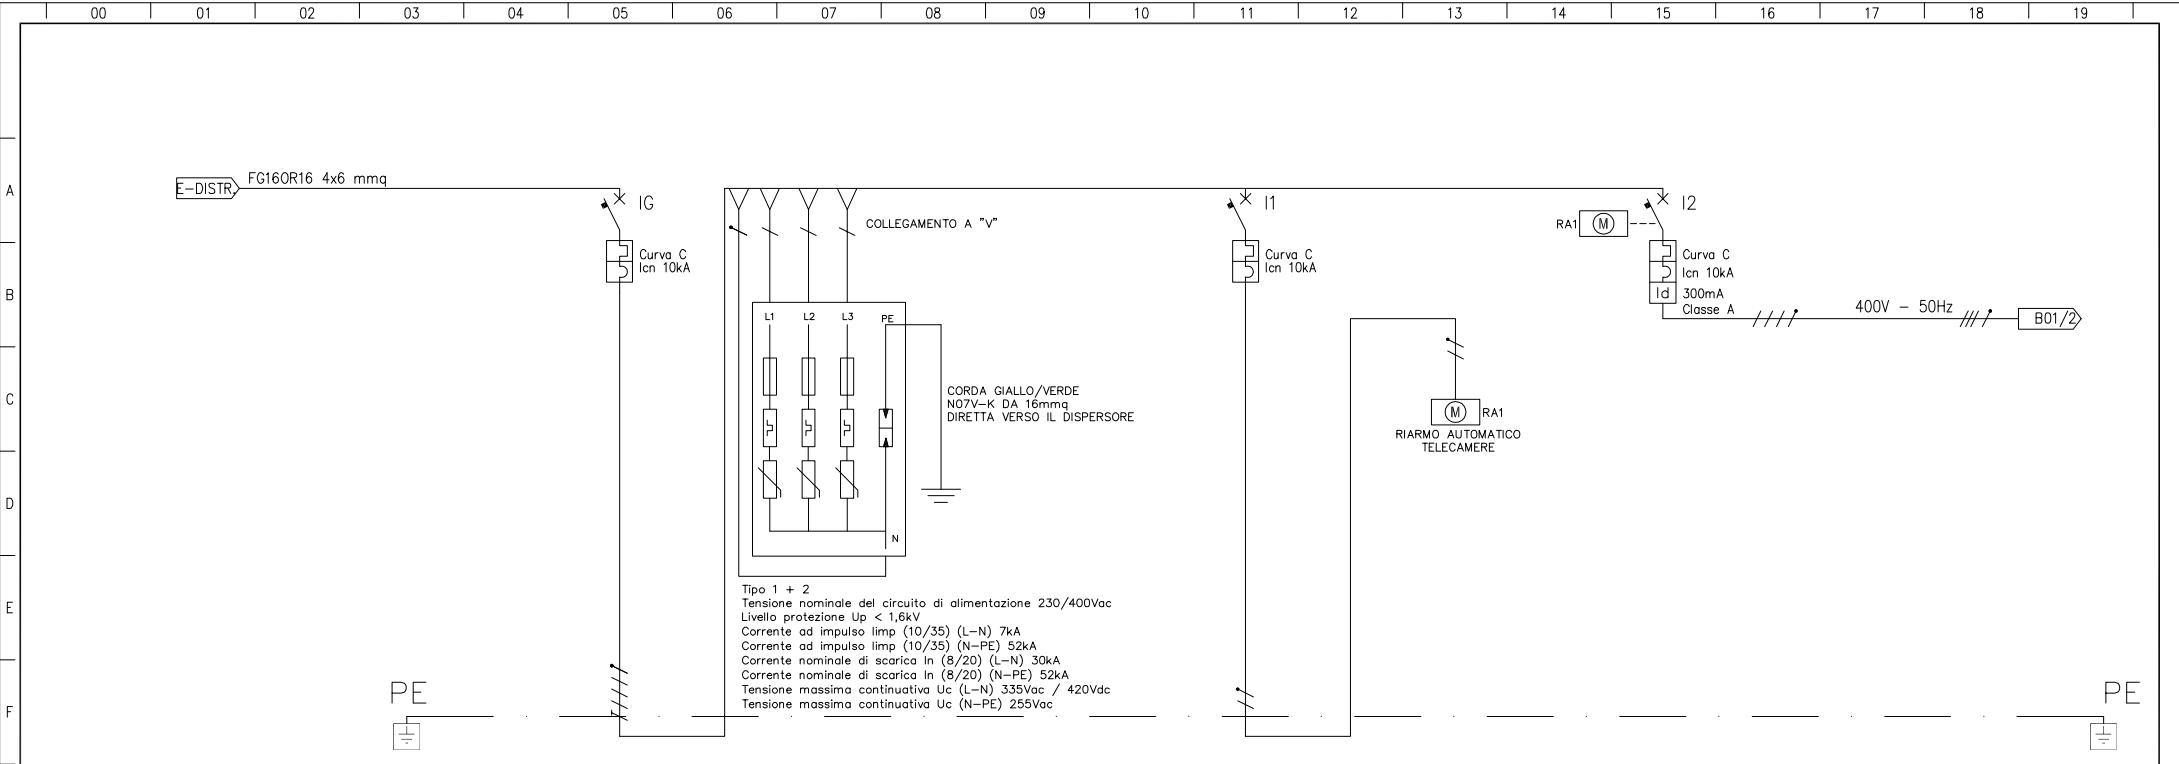 00 01 02 03 04 05 06 07 08 09 10 11 12 13 14 15 16 17 18 19
A
B
C
D
E
F
E-DISTR.
FG16OR16 4x6 mmq
IG
Curva C
Icn 10kA
COLLEGAMENTO A "V"
L1 L2 L3 PE
N
CORDA GIALLO/VERDE
N07V-K DA 16mmq
DIRETTA VERSO IL DISPERSORE
Tipo 1 + 2
Tensione nominale del circuito di alimentazione 230/400Vac
Livello protezione Up < 1,6kV
Corrente ad impulso Iimp (10/35) (L-N) 7kA
Corrente ad impulso Iimp (10/35) (N-PE) 52kA
Corrente nominale di scarica In (8/20) (L-N) 30kA
Corrente nominale di scarica In (8/20) (N-PE) 52kA
Tensione massima continuativa Uc (L-N) 335Vac / 420Vdc
Tensione massima continuativa Uc (N-PE) 255Vac
I1
Curva C
Icn 10kA
M RA1
RIARMO AUTOMATICO
TELECAMERE
RA1 M
I2
Curva C
Icn 10kA
Id 300mA
Classe A
400V - 50Hz
B01/2
PE
PE